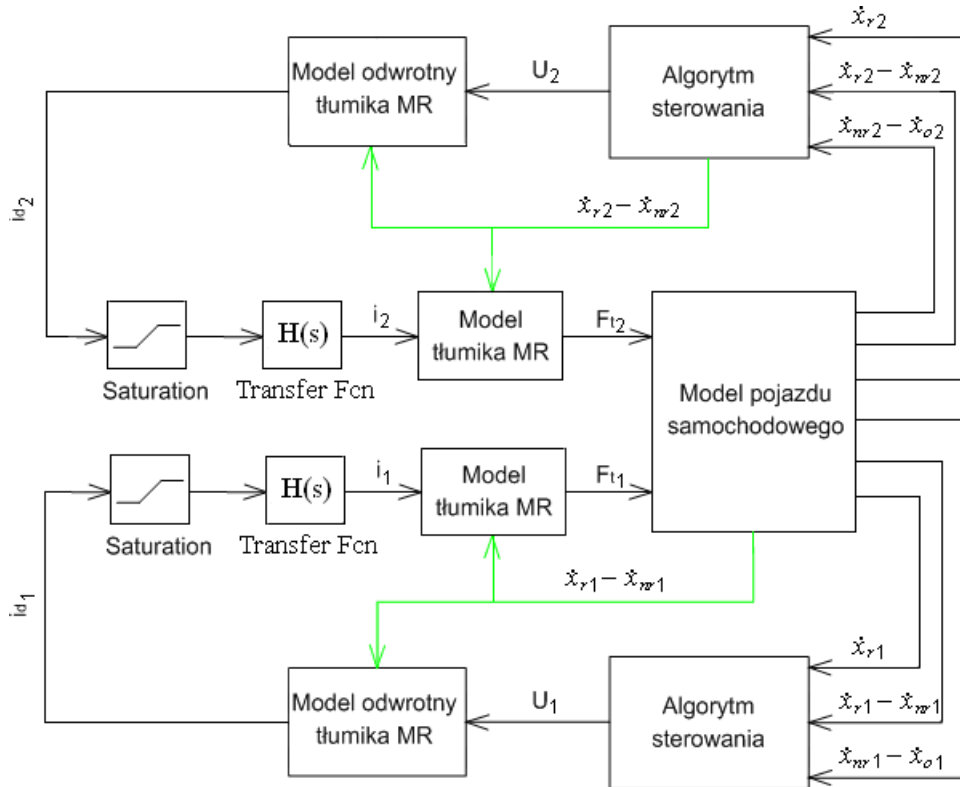 ẋr2
Model odwrotny
tłumika MR
U2
Algorytm
sterowania
ẋr2 − ẋnr2
ẋnr2 − ẋo2
id2
ẋr2 − ẋnr2
Saturation
H(s)
Transfer Fcn
i2
Model
tłumika MR
Ft2
Model pojazdu
samochodowego
Saturation
H(s)
Transfer Fcn
i1
Model
tłumika MR
Ft1
id1
ẋr1 − ẋnr1
Model odwrotny
tłumika MR
U1
Algorytm
sterowania
ẋr1
ẋr1 − ẋnr1
ẋnr1 − ẋo1